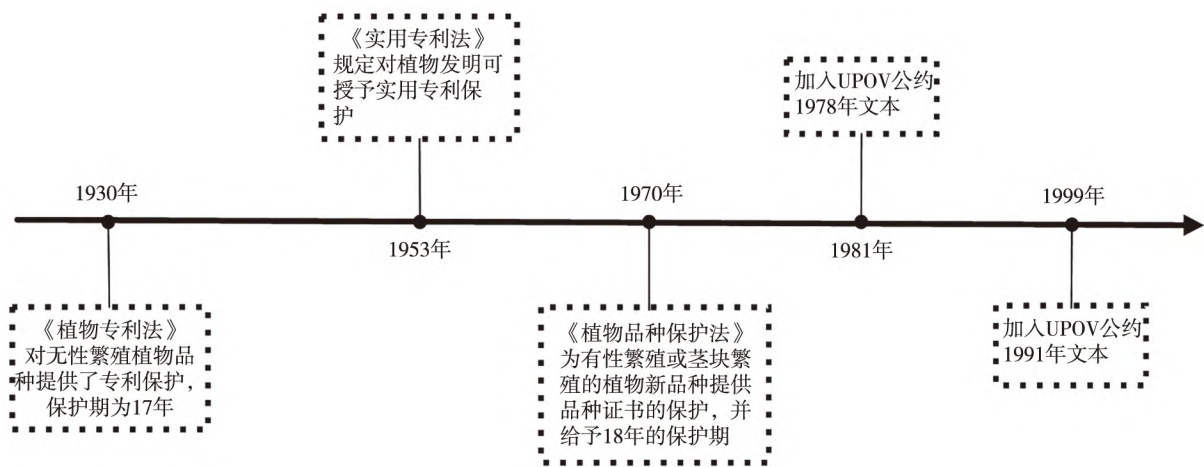 《实用专利法》
规定对植物发明可
授予实用专利保
护
加入UPOV公约
1978年文本
1930年
1970年
1999年
1953年
1981年
《植物专利法》
对无性繁殖植物品
种提供了专利保护，
保护期为17年
《植物品种保护法》
为有性繁殖或茎块繁
殖的植物新品种提供
品种证书的保护，并
给予18年的保护期
加入UPOV公约
1991年文本